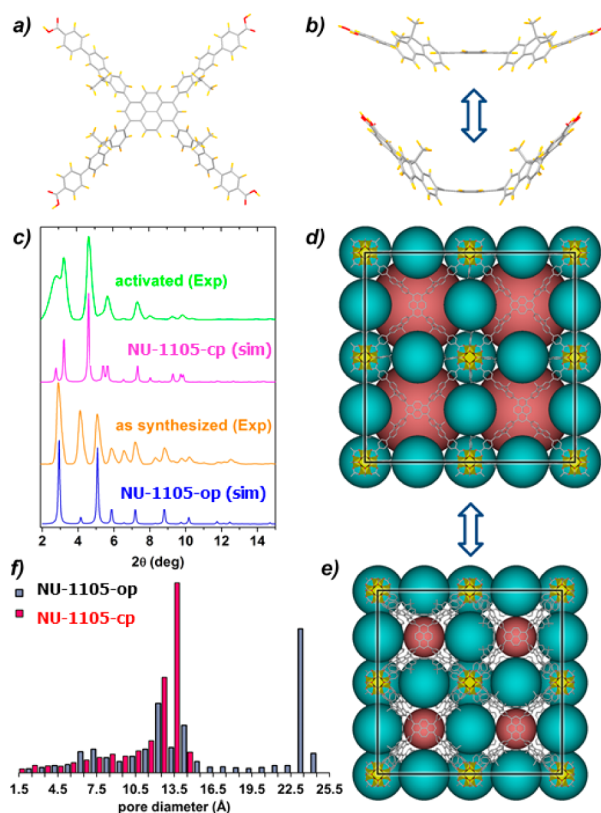 a)
b)
c)
activated (Exp)
NU-1105-cp (sim)
as synthesized (Exp)
NU-1105-op (sim)
2 4 6 8 10 12 14
2θ (deg)
d)
e)
f)
NU-1105-op
NU-1105-cp
1.5 4.5 7.5 10.5 13.5 16.5 19.5 22.5 25.5
pore diameter (Å)